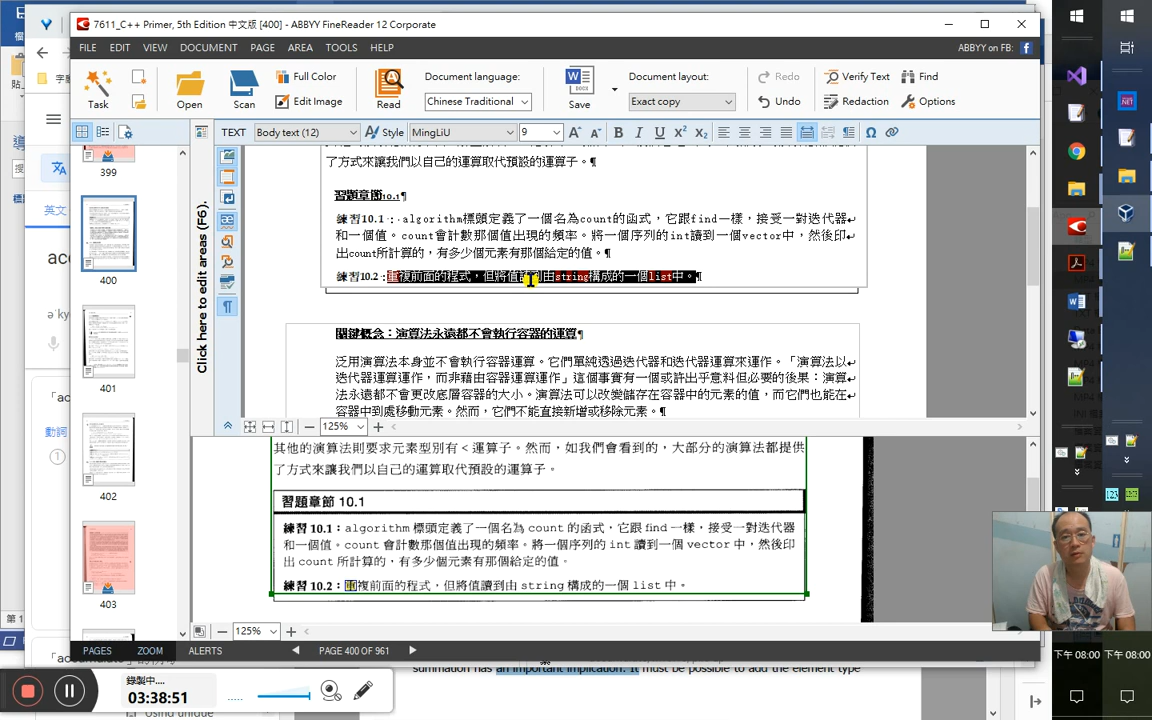 7611_C++ Primer, 5th Edition 中文版 [400] - ABBYY FineReader 12 Corporate
FILE EDIT VIEW DOCUMENT PAGE AREA TOOLS HELP
ABBYY on FB:
Task
Open
Scan
Full Color
Edit Image
Read
Document language:
Chinese Traditional
Save
Document layout:
Exact copy
Redo
Undo
Verify Text
Find
Redaction
Options
TEXT Body text (12) Style MingLiU 9 B I U X² X₂
Click here to edit areas (F6).
399
400
401
402
403
了方式來讓我們以自己的運算取代預設的運算子。¶
習題章節10.1¶
練習10.1:·algorithm標頭定義了一個名為count的函式，它跟find一樣，接受一對迭代器↵
和一個值。count會計數那個值出現的頻率。將一個序列的int讀到一個vector中，然後印↵
出count所計算的，有多少個元素有那個給定的值。¶
練習10.2:重複前面的程式，但將值讀到由string構成的一個list中。¶
關鍵概念：演算法永遠都不會執行容器的運算¶
泛用演算法本身並不會執行容器運算。它們單純透過迭代器和迭代器運算來運作。「演算法以↵
迭代器運算運作，而非藉由容器運算運作」這個事實有一個或許出乎意料但必要的後果：演算↵
法永遠都不會更改底層容器的大小。演算法可以改變儲存在容器中的元素的值，而它們也能在↵
容器中到處移動元素。然而，它們不能直接新增或移除元素。¶
125%
其他的演算法則要求元素型別有 < 運算子。然而，如我們會看到的，大部分的演算法都提供
了方式來讓我們以自己的運算取代預設的運算子。
習題章節 10.1
練習 10.1：algorithm 標頭定義了一個名為 count 的函式，它跟 find 一樣，接受一對迭代器
和一個值。count 會計數那個值出現的頻率。將一個序列的 int 讀到一個 vector 中，然後印
出 count 所計算的，有多少個元素有那個給定的值。
練習 10.2：重複前面的程式，但將值讀到由 string 構成的一個 list 中。
125%
PAGES ZOOM ALERTS
PAGE 400 OF 961
英文
動詞
錄製中....
03:38:51
summation has an important implication: It must be possible to add the element type
Using unique
下午 08:00
下午 08:00